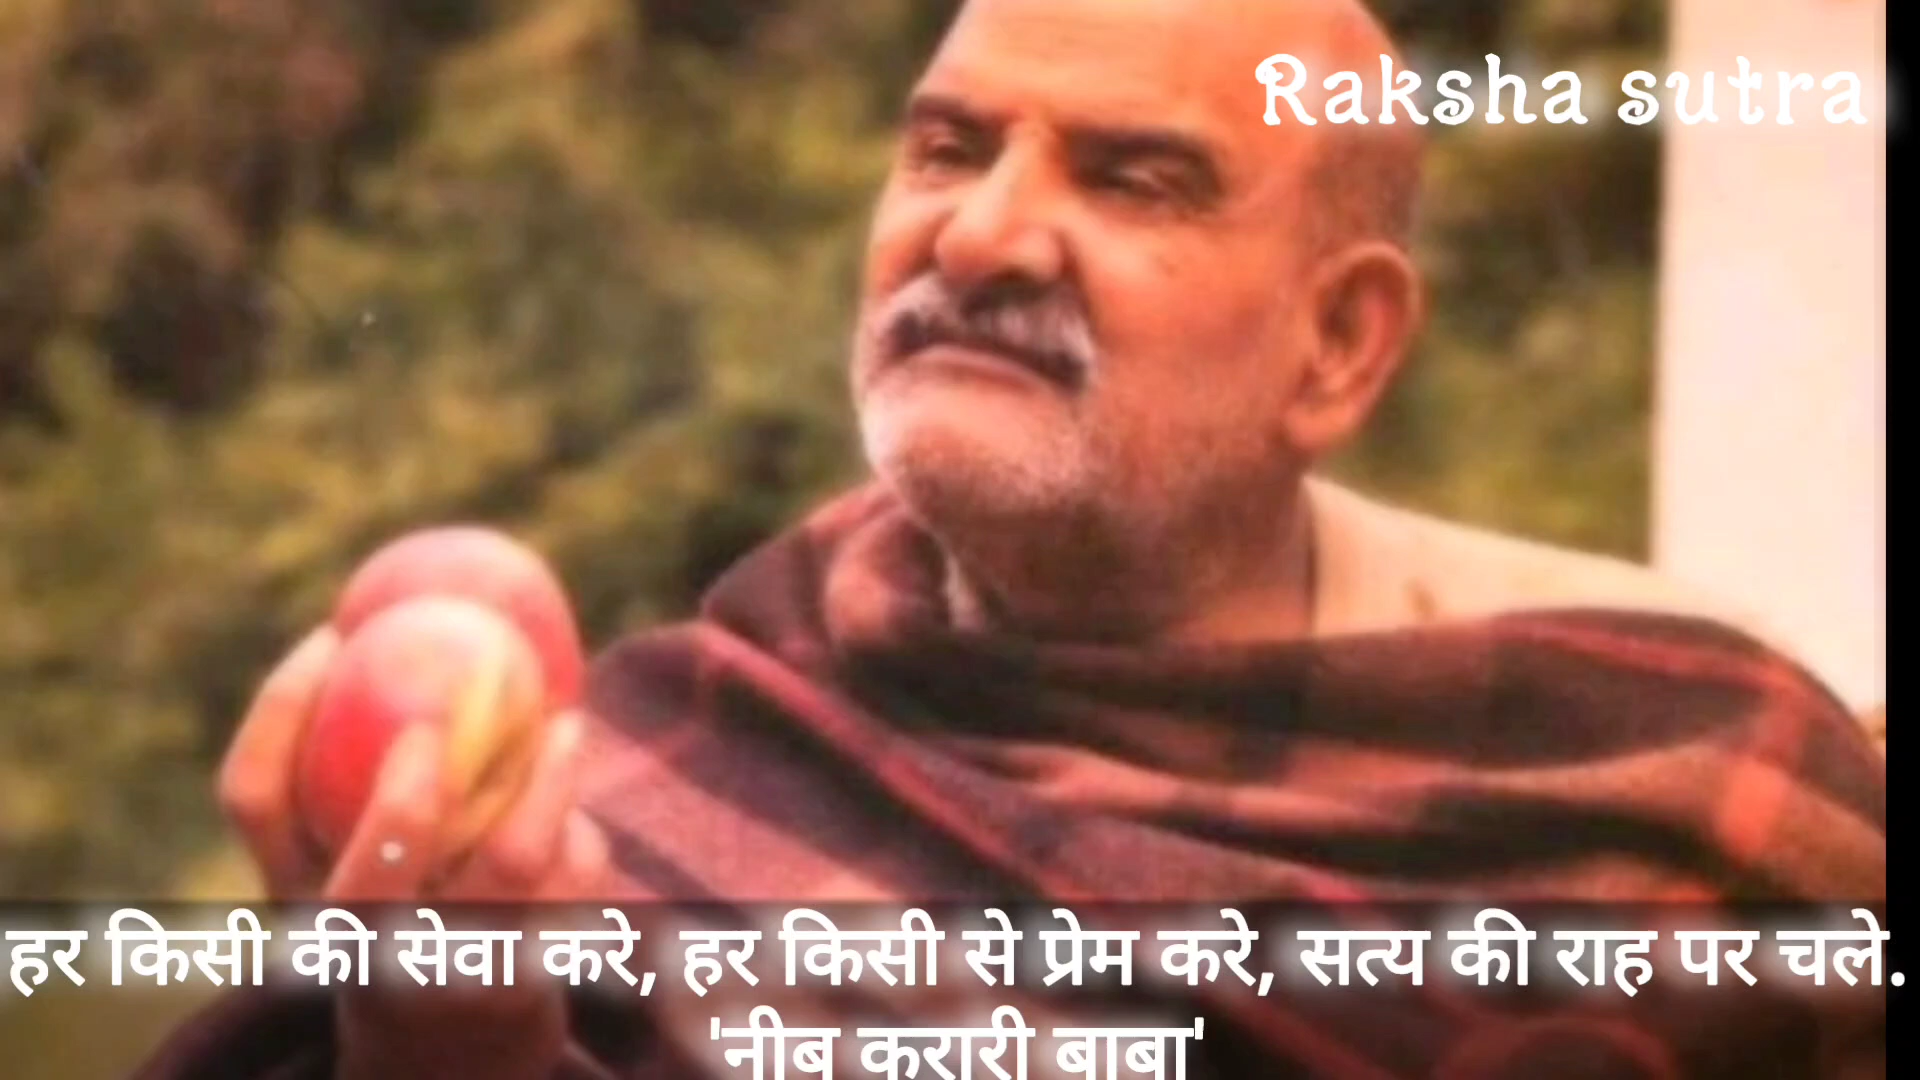 Raksha sutra
हर किसी की सेवा करे, हर किसी से प्रेम करे, सत्य की राह पर चले.
'नीब करारी बाबा'